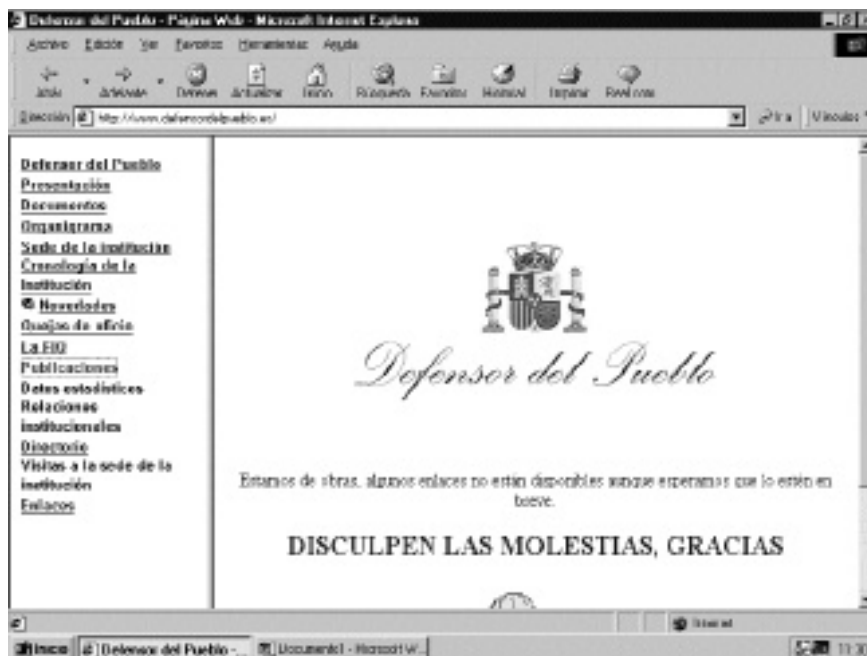 Defensor del Pueblo - Página Web - Microsoft Internet Explorer
Archivo Edición Ver Favoritos Herramientas Ayuda
Atrás Adelante Detener Actualizar Inicio Búsqueda Favoritos Historial Imprimir Real.com
Dirección http://www.defensordelpueblo.es/ Ir a Vínculos
Defensor del Pueblo
Presentación
Documentos
Organigrama
Sede de la institución
Cronología de la
Institución
Novedades
Quejas de oficio
La FIO
Publicaciones
Datos estadísticos
Relaciones
institucionales
Directorio
Visitas a la sede de la
institución
Enlaces
Defensor del Pueblo
Estamos de obras, algunos enlaces no están disponibles aunque esperamos que lo estén en
breve.
DISCULPEN LAS MOLESTIAS, GRACIAS
Internet
Inicio Defensor del Pueblo -... Documento1 - Microsoft W...